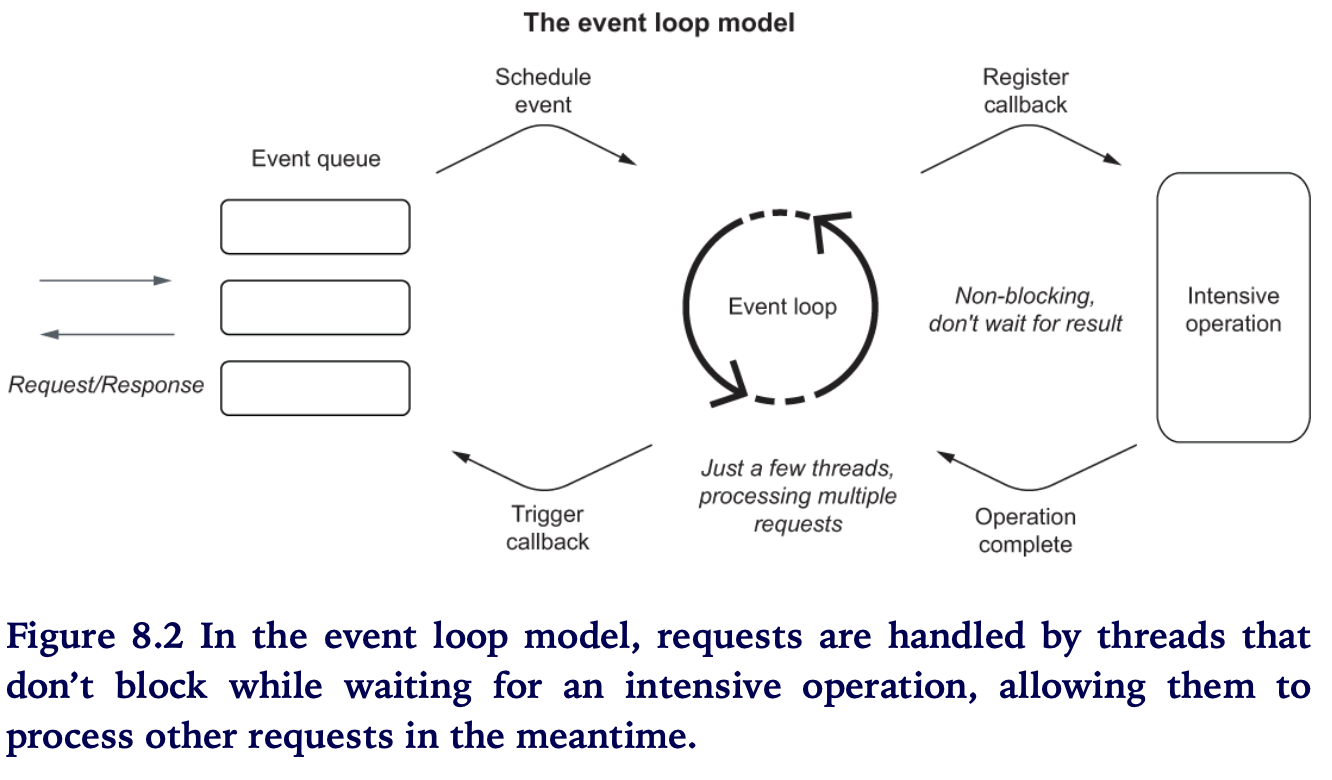 The event loop model
Schedule
event
Register
callback
Event queue
Event loop
Non-blocking,
don't wait for result
Intensive
operation
Request/Response
Just a few threads,
processing multiple
requests
Trigger
callback
Operation
complete
Figure 8.2 In the event loop model, requests are handled by threads that
don’t block while waiting for an intensive operation, allowing them to
process other requests in the meantime.